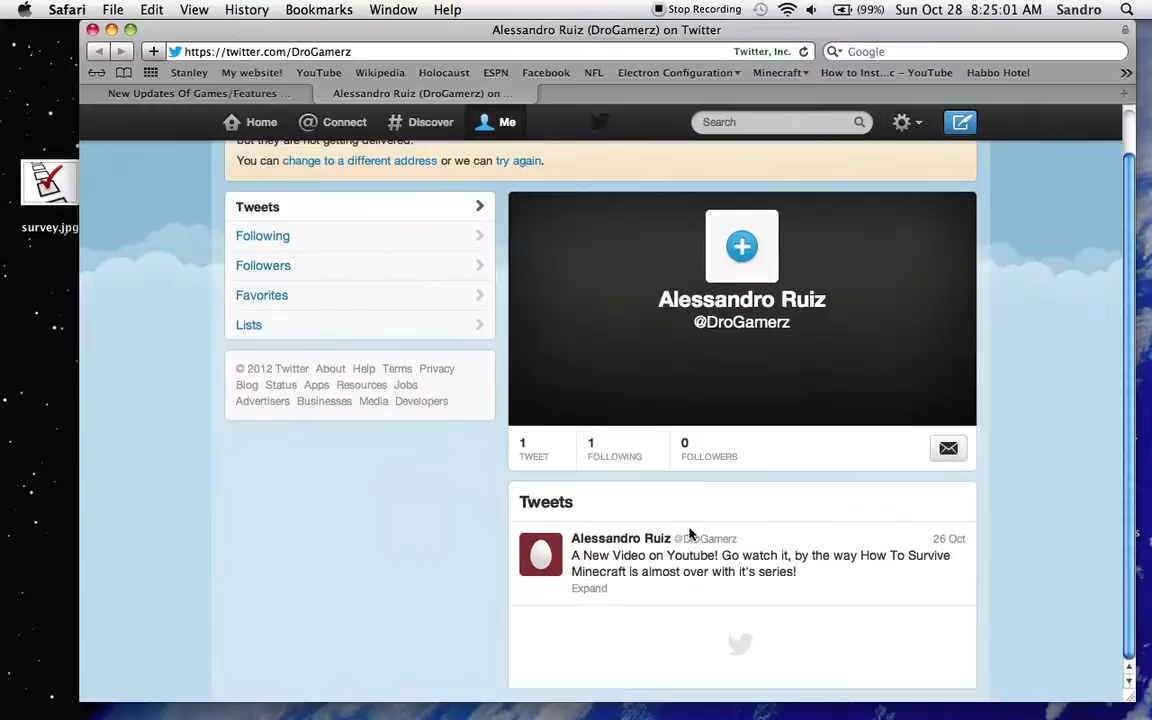 Safari File Edit View History Bookmarks Window Help Stop Recording (99%) Sun Oct 28 8:25:01 AM Sandro
Alessandro Ruiz (DroGamerz) on Twitter
https://twitter.com/DroGamerz Twitter, Inc. Google
Stanley My website! YouTube Wikipedia Holocaust ESPN Facebook NFL Electron Configuration Minecraft How to Inst...c – YouTube Habbo Hotel
New Updates Of Games/Features ... Alessandro Ruiz (DroGamerz) on ...
Home Connect Discover Me Search
but they are not getting delivered.
You can change to a different address or we can try again.
Tweets
Following
Followers
Favorites
Lists
© 2012 Twitter About Help Terms Privacy
Blog Status Apps Resources Jobs
Advertisers Businesses Media Developers
survey.jpg
Alessandro Ruiz
@DroGamerz
1 1 0
TWEET FOLLOWING FOLLOWERS
Tweets
Alessandro Ruiz @DroGamerz 26 Oct
A New Video on Youtube! Go watch it, by the way How To Survive
Minecraft is almost over with it's series!
Expand